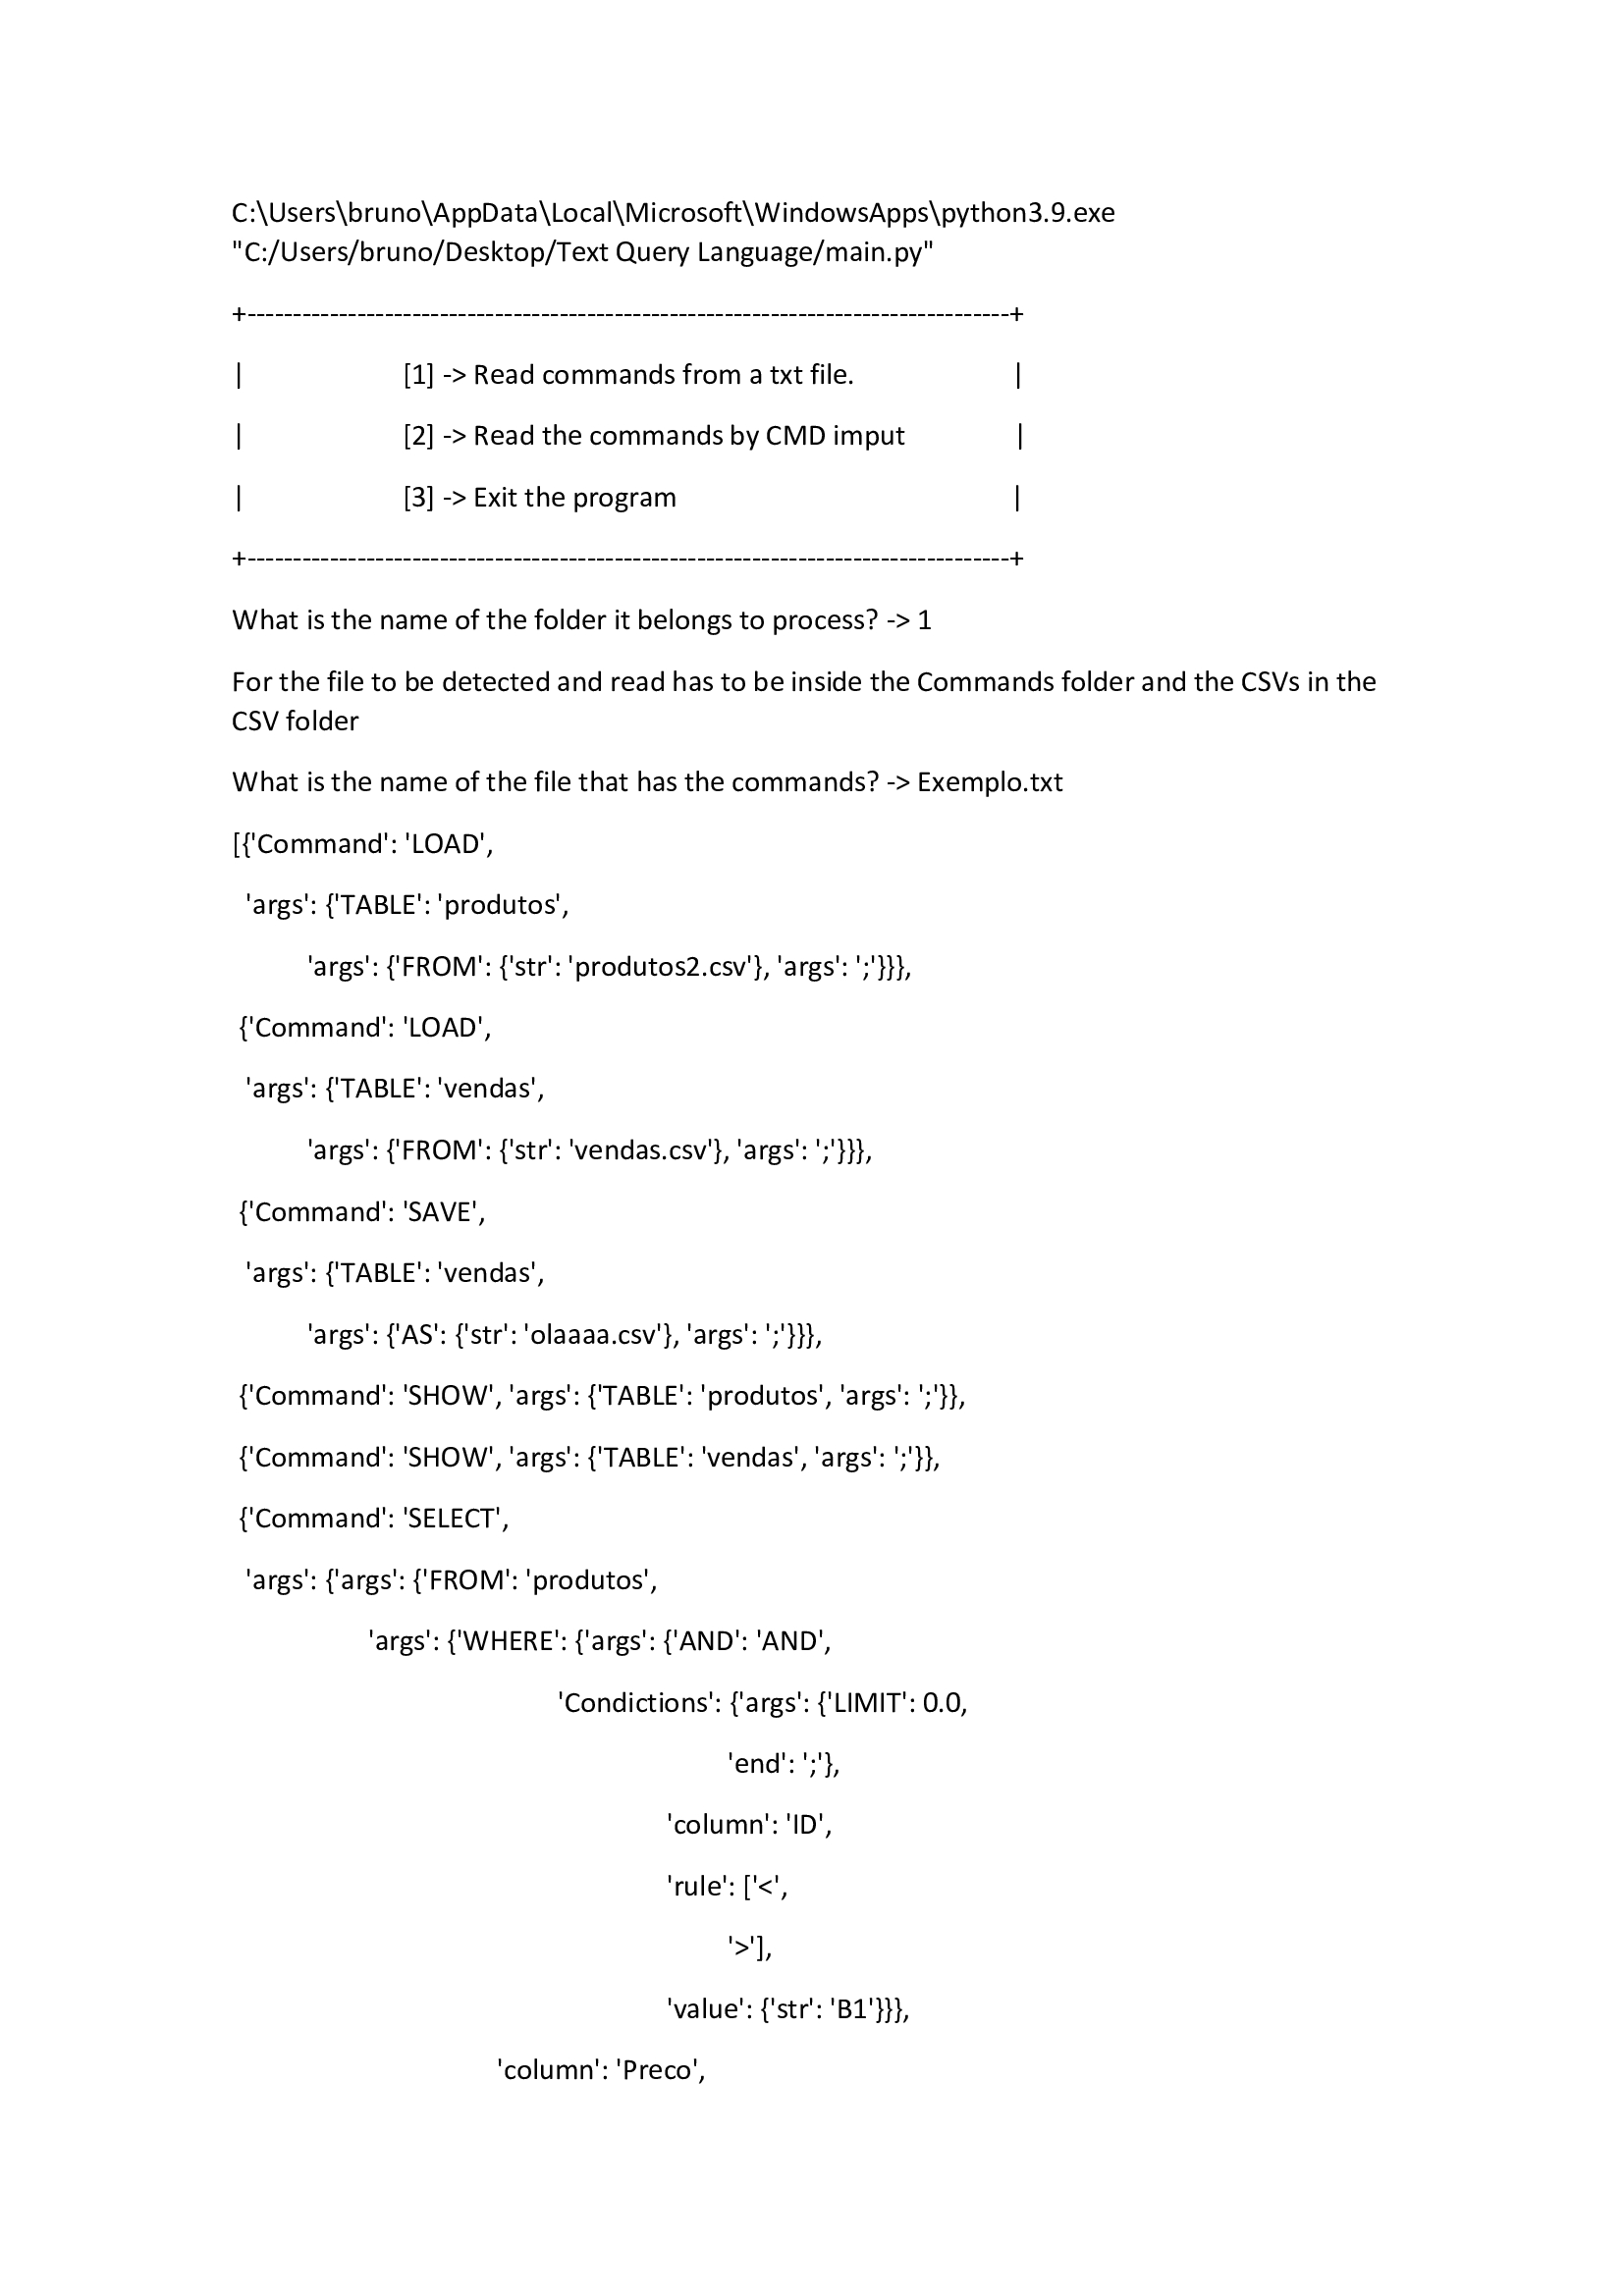 C:\Users\bruno\AppData\Local\Microsoft\WindowsApps\python3.9.exe
"C:/Users/bruno/Desktop/Text Query Language/main.py"
+-----------------------------------------------------------------------------------+
| [1] -> Read commands from a txt file. |
| [2] -> Read the commands by CMD imput |
| [3] -> Exit the program |
+-----------------------------------------------------------------------------------+
What is the name of the folder it belongs to process? -> 1
For the file to be detected and read has to be inside the Commands folder and the CSVs in the
CSV folder
What is the name of the file that has the commands? -> Exemplo.txt
[{'Command': 'LOAD',
'args': {'TABLE': 'produtos',
'args': {'FROM': {'str': 'produtos2.csv'}, 'args': ';'}}},
{'Command': 'LOAD',
'args': {'TABLE': 'vendas',
'args': {'FROM': {'str': 'vendas.csv'}, 'args': ';'}}},
{'Command': 'SAVE',
'args': {'TABLE': 'vendas',
'args': {'AS': {'str': 'olaaaa.csv'}, 'args': ';'}}},
{'Command': 'SHOW', 'args': {'TABLE': 'produtos', 'args': ';'}},
{'Command': 'SHOW', 'args': {'TABLE': 'vendas', 'args': ';'}},
{'Command': 'SELECT',
'args': {'args': {'FROM': 'produtos',
'args': {'WHERE': {'args': {'AND': 'AND',
'Condictions': {'args': {'LIMIT': 0.0,
'end': ';'},
'column': 'ID',
'rule': ['<',
'>'],
'value': {'str': 'B1'}}},
'column': 'Preco',